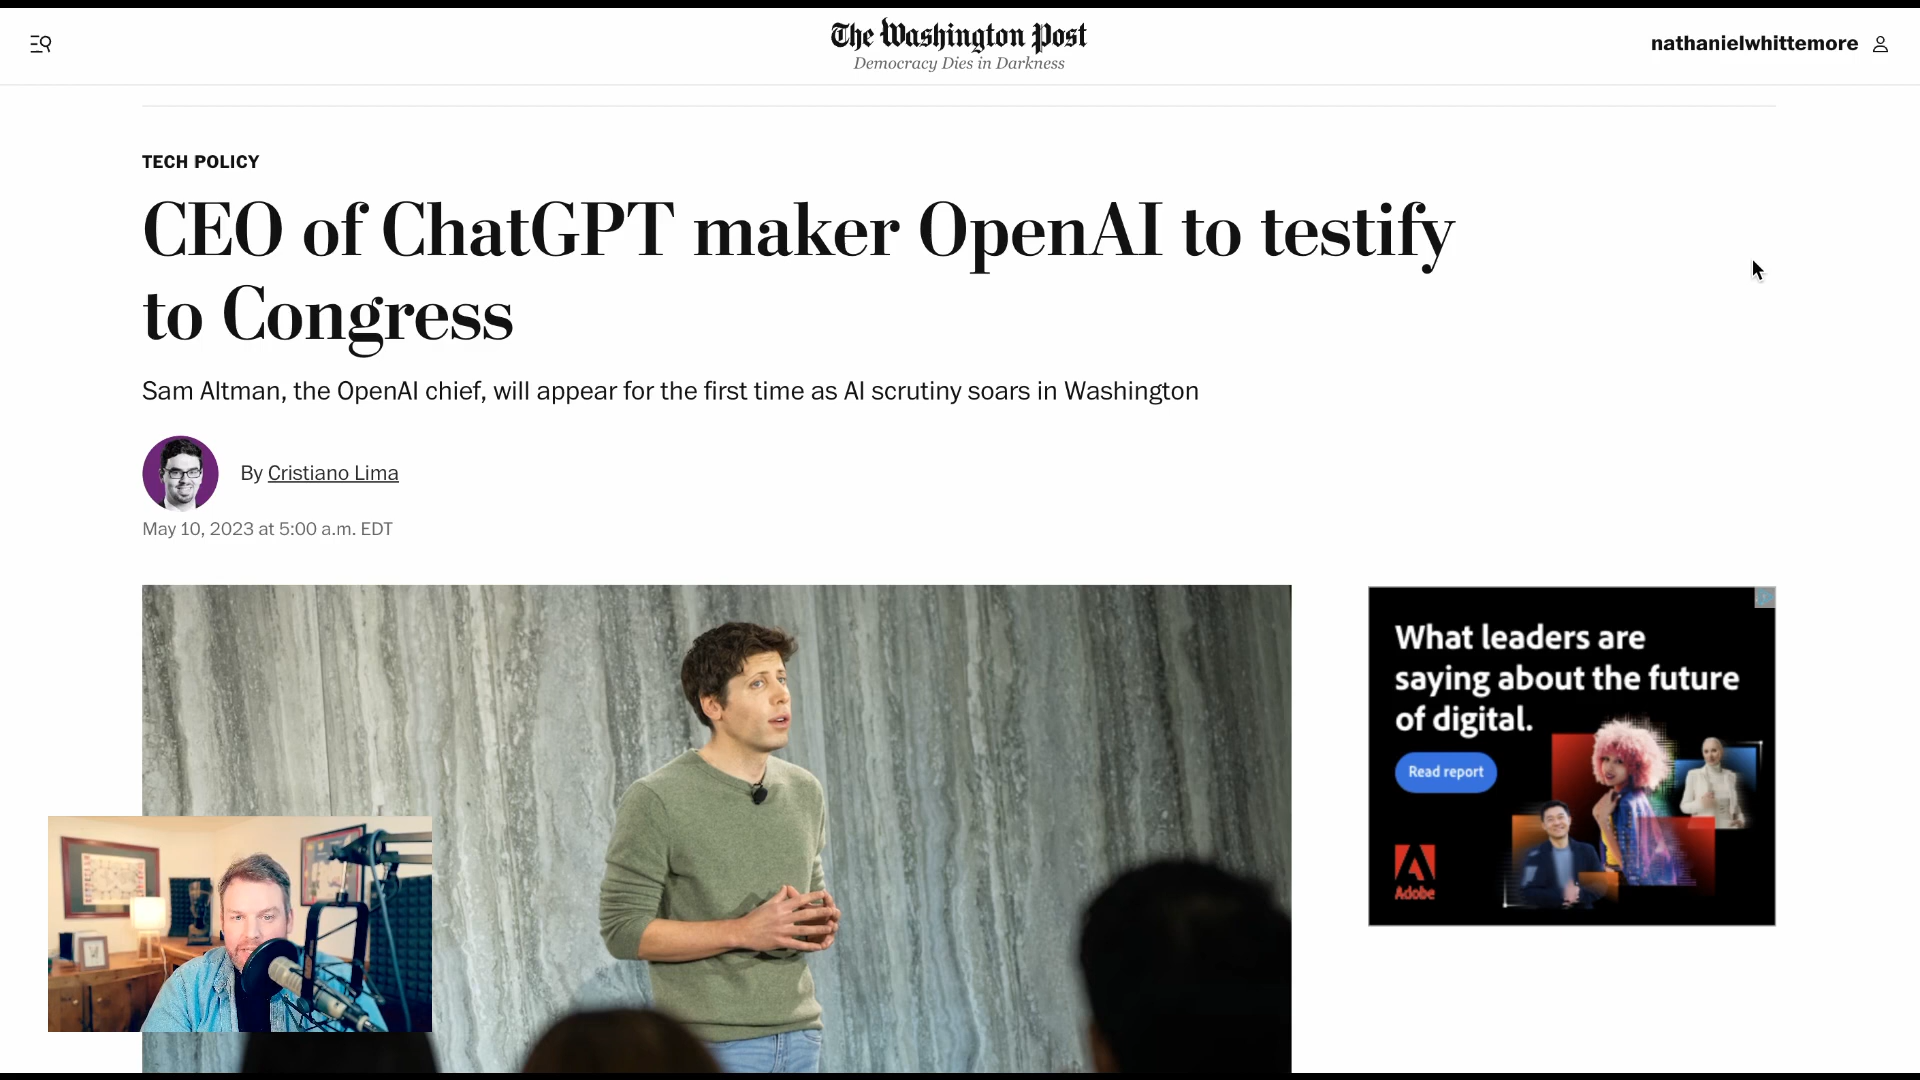 The Washington Post
Democracy Dies in Darkness
nathanielwhittemore
TECH POLICY
CEO of ChatGPT maker OpenAI to testify
to Congress
Sam Altman, the OpenAI chief, will appear for the first time as AI scrutiny soars in Washington
By Cristiano Lima
May 10, 2023 at 5:00 a.m. EDT
What leaders are
saying about the future
of digital.
Read report
Adobe